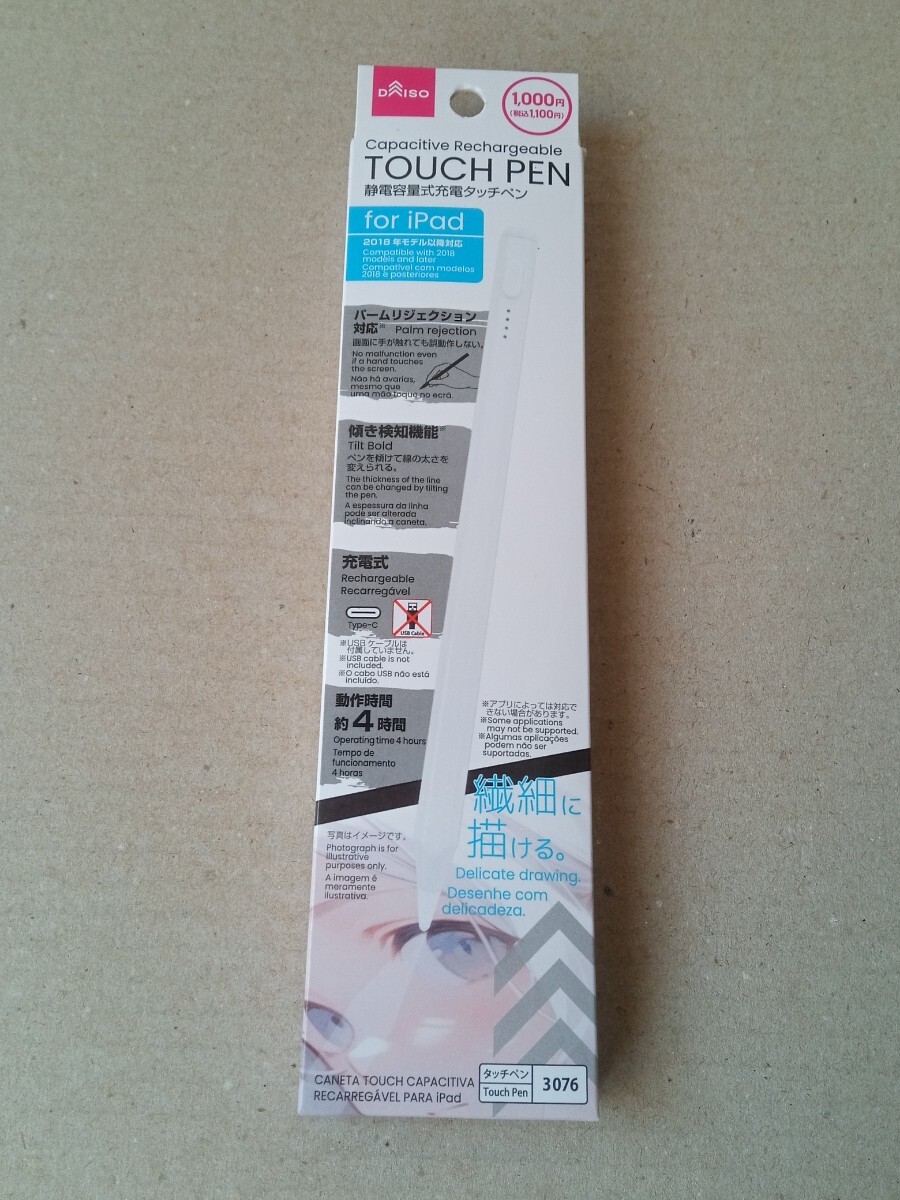 DAISO
1,000円
(税込1,100円)
Capacitive Rechargeable
TOUCH PEN
静電容量式充電タッチペン
for iPad
2018年モデル以降対応
Compatible with 2018
models and later
Compatível com modelos
2018 e posteriores
パームリジェクション
対応※ Palm rejection
画面に手が触れても誤動作しない。
No malfunction even
if a hand touches
the screen.
Não há avarias,
mesmo que
uma mão toque no ecrã.
傾き検知機能※
Tilt Bold
ペンを傾けて線の太さを
変えられる。
The thickness of the line
can be changed by tilting
the pen.
A espessura da linha
pode ser alterada
inclinando a caneta.
充電式
Rechargeable
Recarregável
Type-C
USB Cable
※USBケーブルは
付属していません。
※USB cable is not
included.
※O cabo USB não está
incluído.
動作時間
約4時間
Operating time 4 hours
Tempo de
funcionamento
4 horas
※アプリによっては対応で
きない場合があります。
※Some applications
may not be supported.
※Algumas aplicações
podem não ser
suportadas.
繊細に
描ける。
Delicate drawing.
Desenhe com
delicadeza.
写真はイメージです。
Photograph is for
illustrative
purposes only.
A imagem é
meramente
ilustrativa.
CANETA TOUCH CAPACITIVA
RECARREGÁVEL PARA iPad
タッチペン
Touch Pen
3076